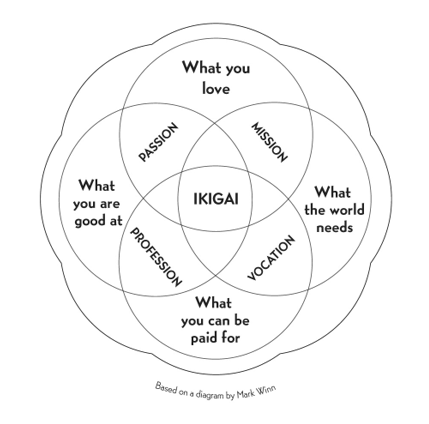 What you
love
PASSION
MISSION
What
you are
good at
IKIGAI
What
the world
needs
PROFESSION
VOCATION
What
you can be
paid for
Based on a diagram by Mark Winn